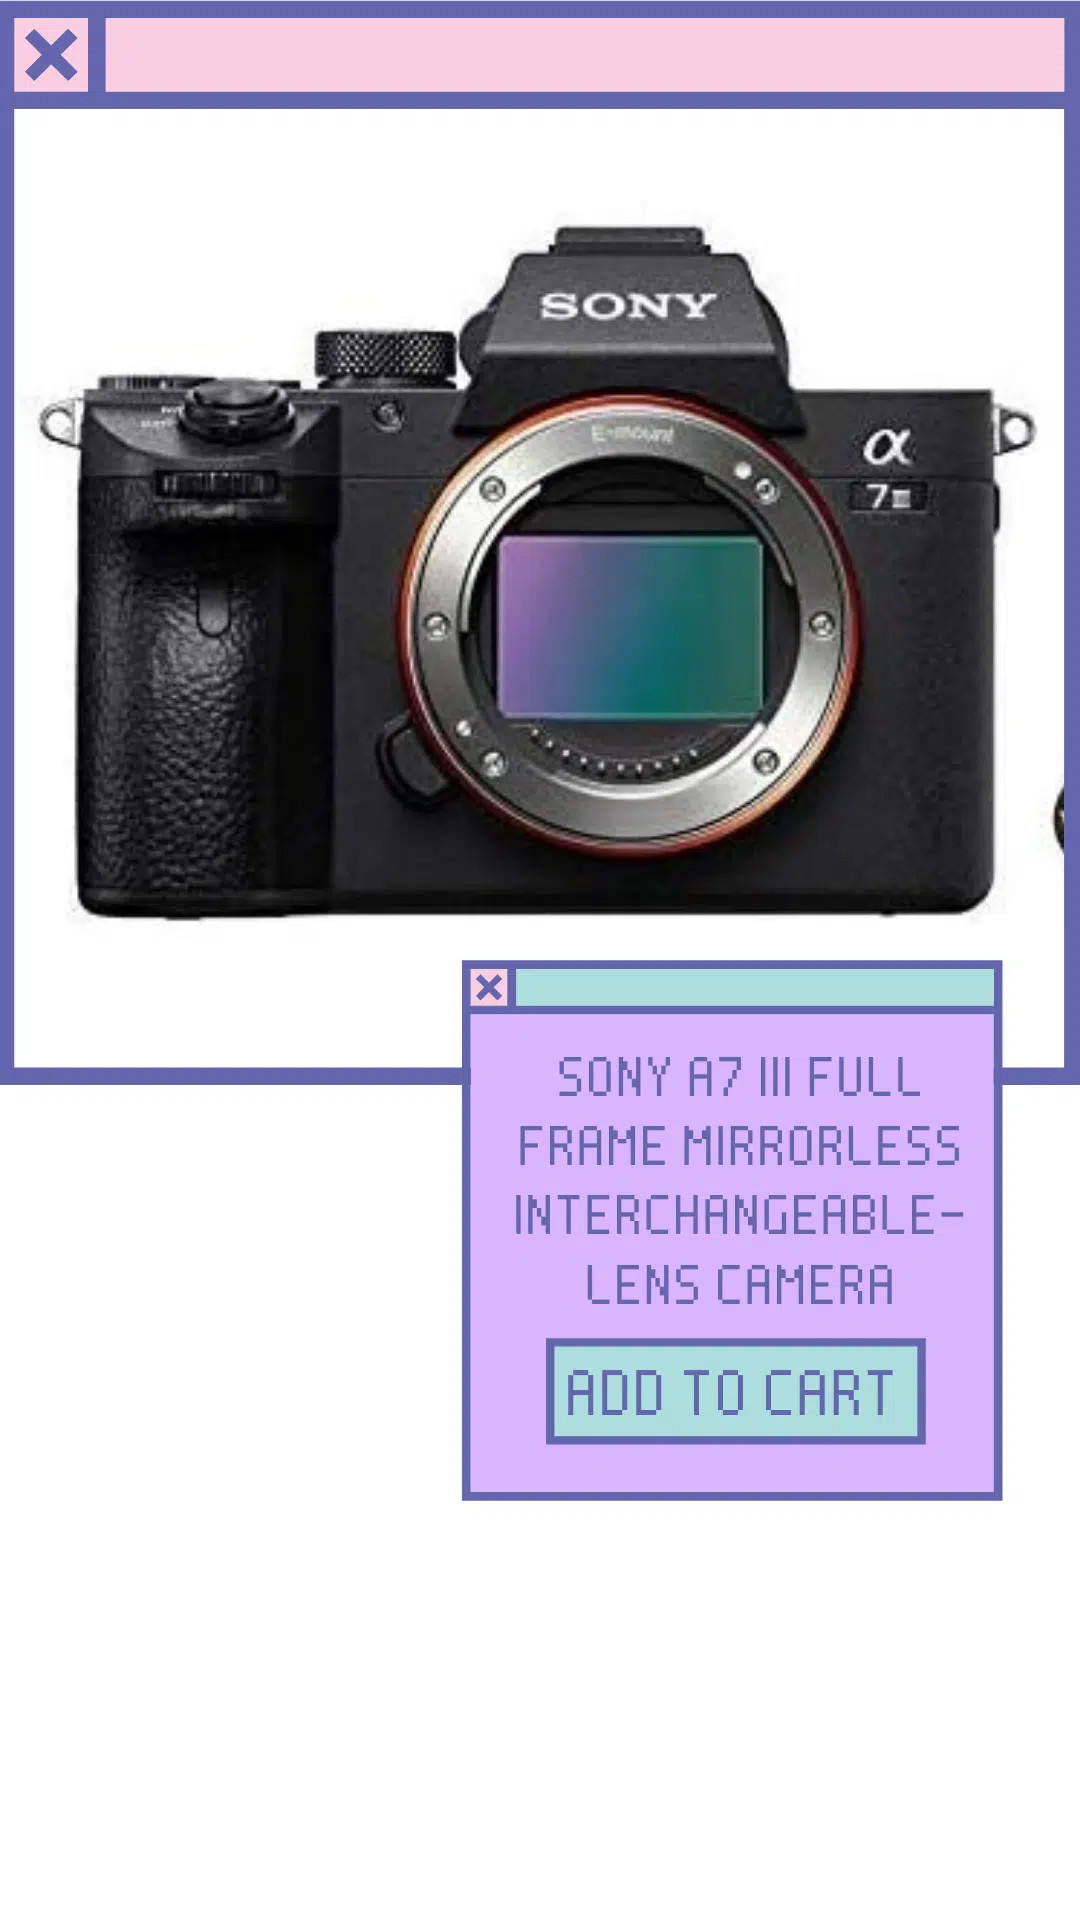 SONY
E-mount
α
7III
SONY A7 III FULL
FRAME MIRRORLESS
INTERCHANGEABLE-
LENS CAMERA
ADD TO CART